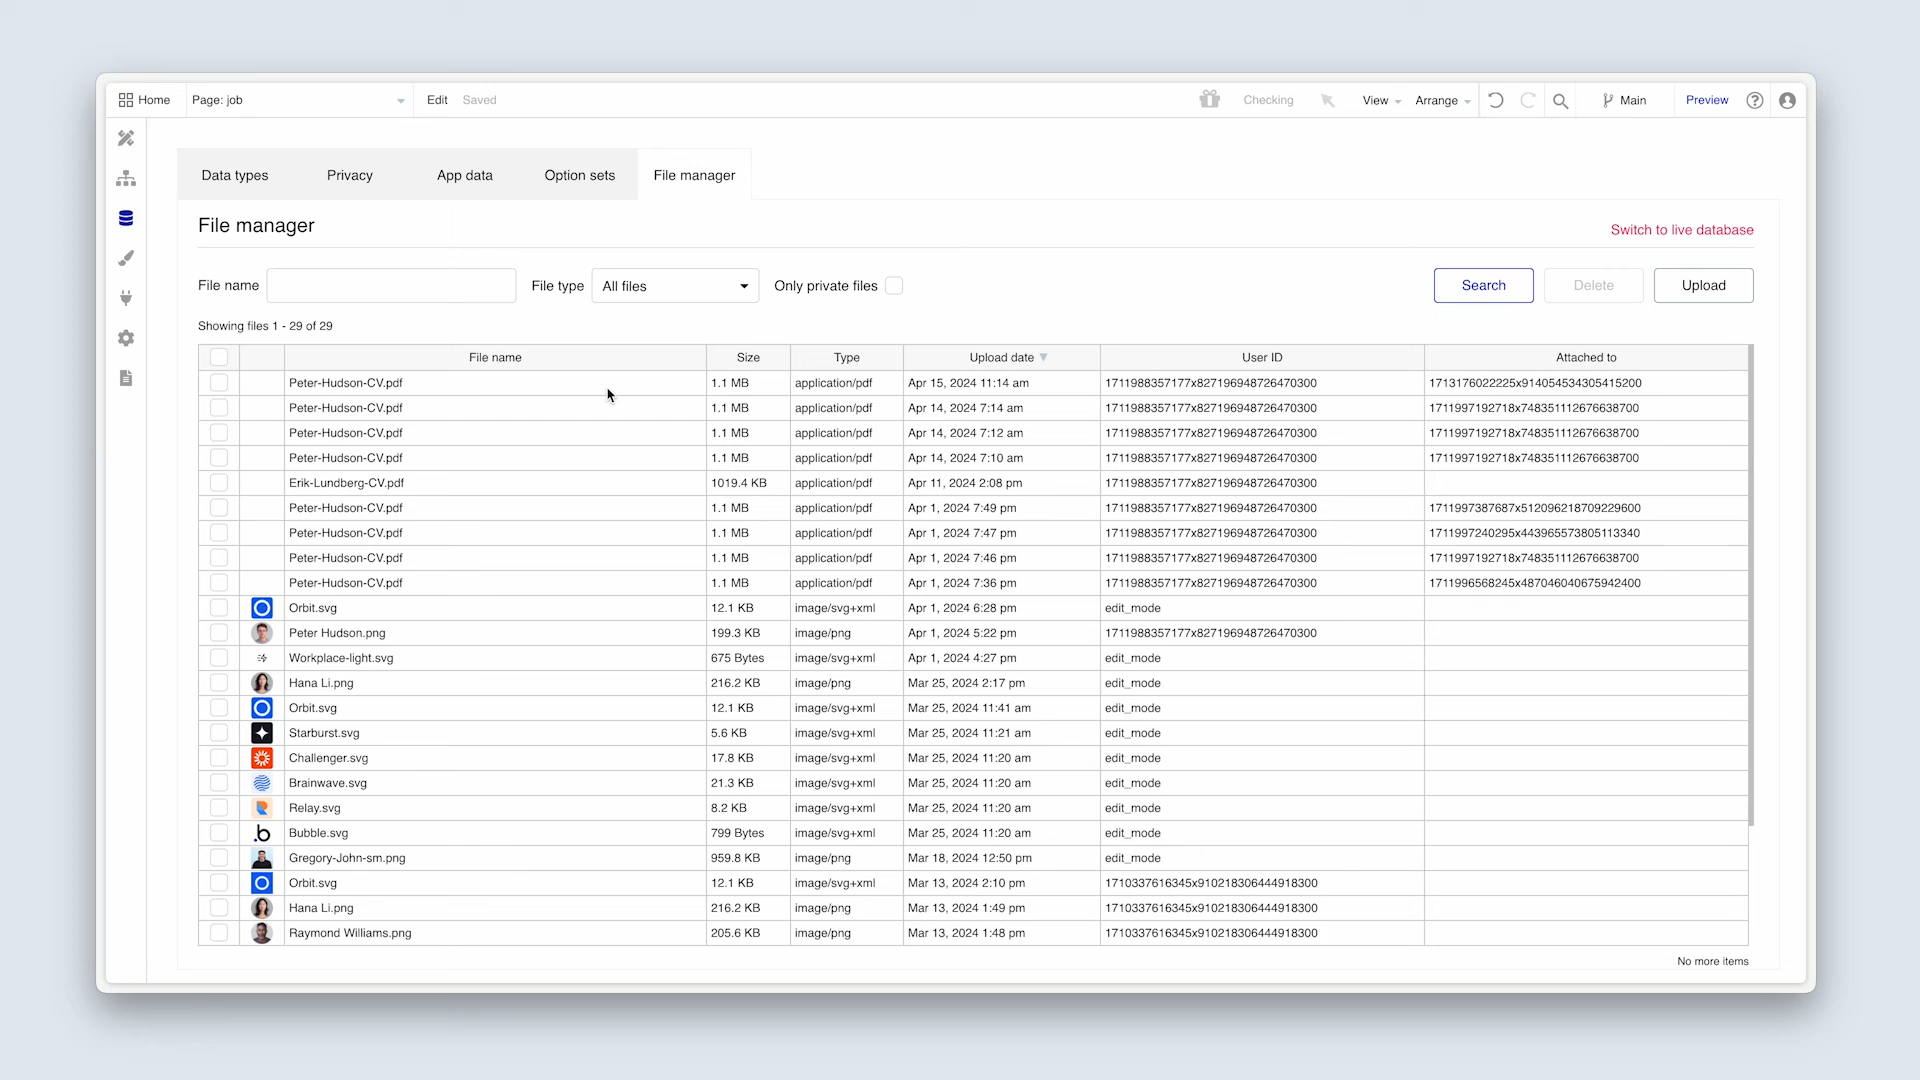 Home Page: job Edit Saved Checking View Arrange Main Preview
Data types Privacy App data Option sets File manager
File manager
Switch to live database
File name File type All files Only private files Search Delete Upload
Showing files 1 - 29 of 29
File name Size Type Upload date User ID Attached to
Peter-Hudson-CV.pdf 1.1 MB application/pdf Apr 15, 2024 11:14 am 1711988357177x827196948726470300 1713176022225x914054534305415200
Peter-Hudson-CV.pdf 1.1 MB application/pdf Apr 14, 2024 7:14 am 1711988357177x827196948726470300 1711997192718x748351112676638700
Peter-Hudson-CV.pdf 1.1 MB application/pdf Apr 14, 2024 7:12 am 1711988357177x827196948726470300 1711997192718x748351112676638700
Peter-Hudson-CV.pdf 1.1 MB application/pdf Apr 14, 2024 7:10 am 1711988357177x827196948726470300 1711997192718x748351112676638700
Erik-Lundberg-CV.pdf 1019.4 KB application/pdf Apr 11, 2024 2:08 pm 1711988357177x827196948726470300
Peter-Hudson-CV.pdf 1.1 MB application/pdf Apr 1, 2024 7:49 pm 1711988357177x827196948726470300 1711997387687x512096218709229600
Peter-Hudson-CV.pdf 1.1 MB application/pdf Apr 1, 2024 7:47 pm 1711988357177x827196948726470300 1711997240295x443965573805113340
Peter-Hudson-CV.pdf 1.1 MB application/pdf Apr 1, 2024 7:46 pm 1711988357177x827196948726470300 1711997192718x748351112676638700
Peter-Hudson-CV.pdf 1.1 MB application/pdf Apr 1, 2024 7:36 pm 1711988357177x827196948726470300 1711996568245x487046040675942400
Orbit.svg 12.1 KB image/svg+xml Apr 1, 2024 6:28 pm edit_mode
Peter Hudson.png 199.3 KB image/png Apr 1, 2024 5:22 pm 1711988357177x827196948726470300
Workplace-light.svg 675 Bytes image/svg+xml Apr 1, 2024 4:27 pm edit_mode
Hana Li.png 216.2 KB image/png Mar 25, 2024 2:17 pm edit_mode
Orbit.svg 12.1 KB image/svg+xml Mar 25, 2024 11:41 am edit_mode
Starburst.svg 5.6 KB image/svg+xml Mar 25, 2024 11:21 am edit_mode
Challenger.svg 17.8 KB image/svg+xml Mar 25, 2024 11:20 am edit_mode
Brainwave.svg 21.3 KB image/svg+xml Mar 25, 2024 11:20 am edit_mode
Relay.svg 8.2 KB image/svg+xml Mar 25, 2024 11:20 am edit_mode
Bubble.svg 799 Bytes image/svg+xml Mar 25, 2024 11:20 am edit_mode
Gregory-John-sm.png 959.8 KB image/png Mar 18, 2024 12:50 pm edit_mode
Orbit.svg 12.1 KB image/svg+xml Mar 13, 2024 2:10 pm 1710337616345x910218306444918300
Hana Li.png 216.2 KB image/png Mar 13, 2024 1:49 pm 1710337616345x910218306444918300
Raymond Williams.png 205.6 KB image/png Mar 13, 2024 1:48 pm 1710337616345x910218306444918300
No more items